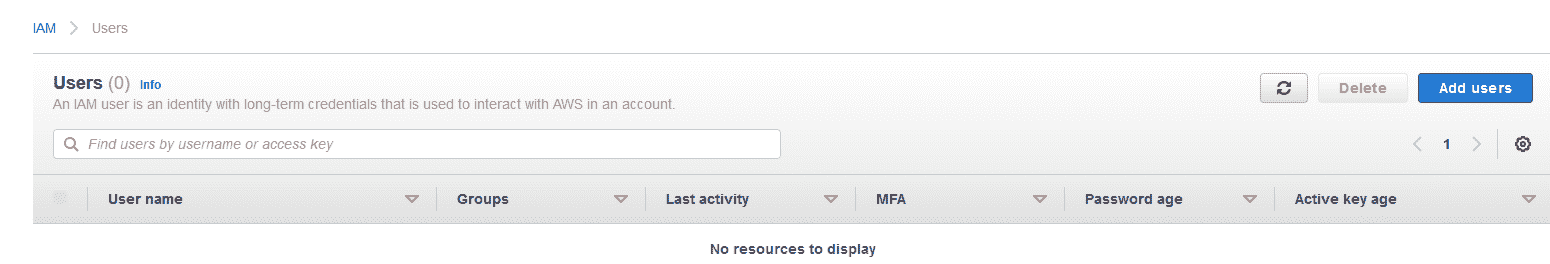 IAM > Users
Users (0) Info
An IAM user is an identity with long-term credentials that is used to interact with AWS in an account.
Delete
Add users
Find users by username or access key
1
User name Groups Last activity MFA Password age Active key age
No resources to display